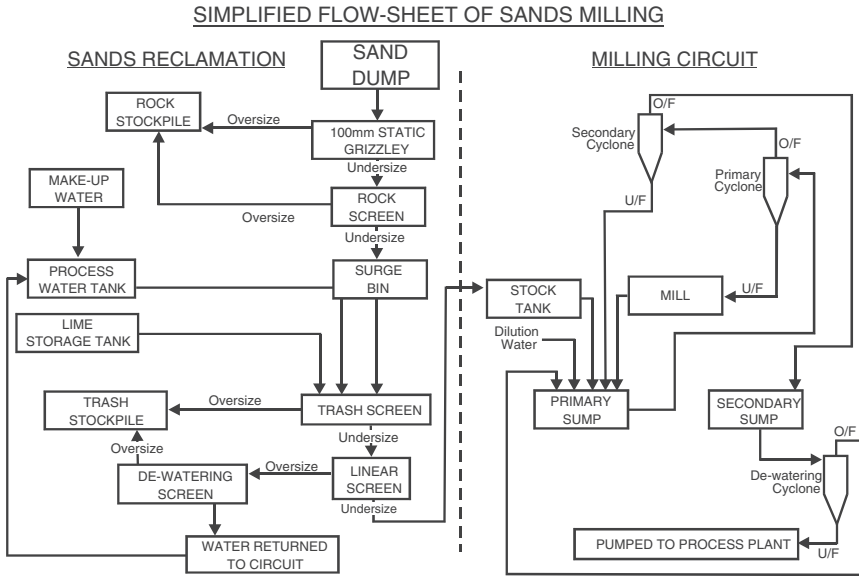 SIMPLIFIED FLOW-SHEET OF SANDS MILLING
SANDS RECLAMATION
SAND
DUMP
ROCK
STOCKPILE
Oversize
100mm STATIC
GRIZZLEY
Undersize
MAKE-UP
WATER
Oversize
ROCK
SCREEN
Undersize
PROCESS
WATER TANK
SURGE
BIN
LIME
STORAGE TANK
TRASH
STOCKPILE
Oversize
TRASH SCREEN
Undersize
Oversize
DE-WATERING
SCREEN
Oversize
LINEAR
SCREEN
Undersize
WATER RETURNED
TO CIRCUIT
MILLING CIRCUIT
O/F
Secondary
Cyclone
O/F
Primary
Cyclone
U/F
STOCK
TANK
MILL
U/F
Dilution
Water
PRIMARY
SUMP
SECONDARY
SUMP
O/F
De-watering
Cyclone
PUMPED TO PROCESS PLANT
U/F